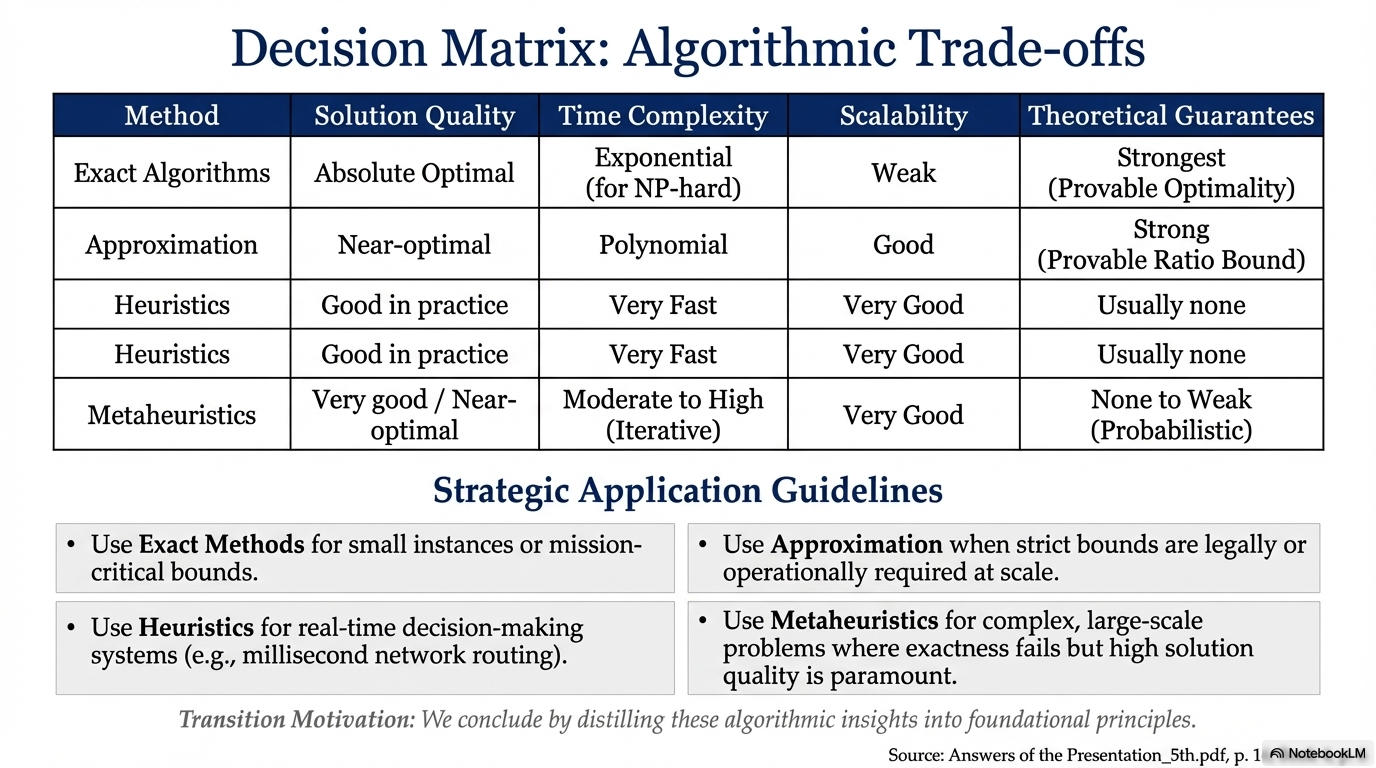 Decision Matrix: Algorithmic Trade-offs
Method Solution Quality Time Complexity Scalability Theoretical Guarantees
Exact Algorithms Absolute Optimal Exponential (for NP-hard) Weak Strongest (Provable Optimality)
Approximation Near-optimal Polynomial Good Strong (Provable Ratio Bound)
Heuristics Good in practice Very Fast Very Good Usually none
Heuristics Good in practice Very Fast Very Good Usually none
Metaheuristics Very good / Near-optimal Moderate to High (Iterative) Very Good None to Weak (Probabilistic)
Strategic Application Guidelines
• Use Exact Methods for small instances or mission-
critical bounds.
• Use Approximation when strict bounds are legally or
operationally required at scale.
• Use Heuristics for real-time decision-making
systems (e.g., millisecond network routing).
• Use Metaheuristics for complex, large-scale
problems where exactness fails but high solution
quality is paramount.
Transition Motivation: We conclude by distilling these algorithmic insights into foundational principles.
Source: Answers of the Presentation_5th.pdf, p. 1
NotebookLM